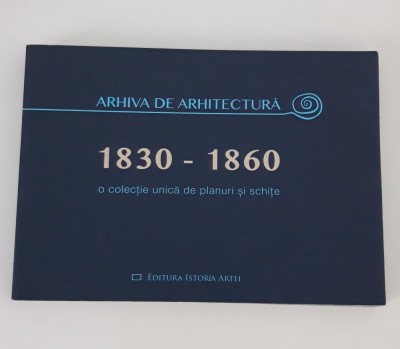 ARHIVA DE ARHITECTURĂ
1830 - 1860
o colecție unică de planuri și schițe
EDITURA ISTORIA ARTEI